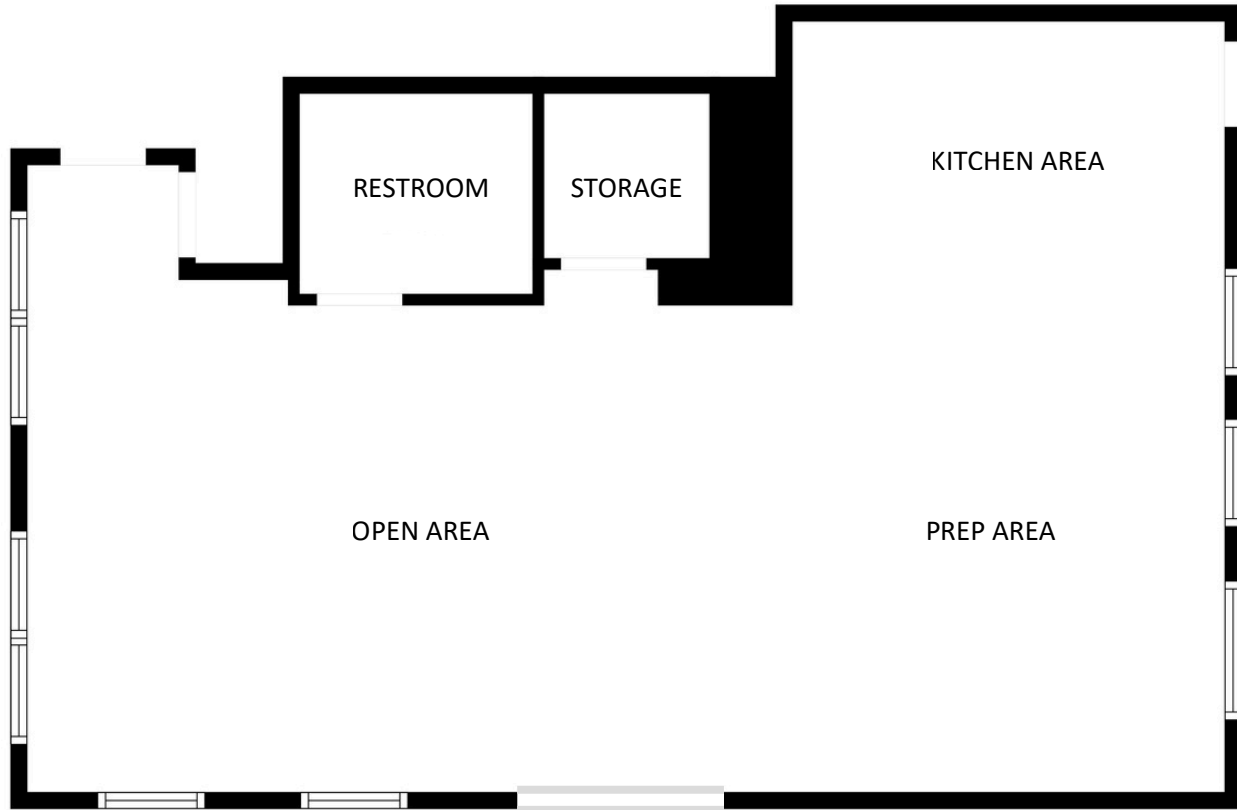 KITCHEN AREA
RESTROOM
STORAGE
OPEN AREA
PREP AREA